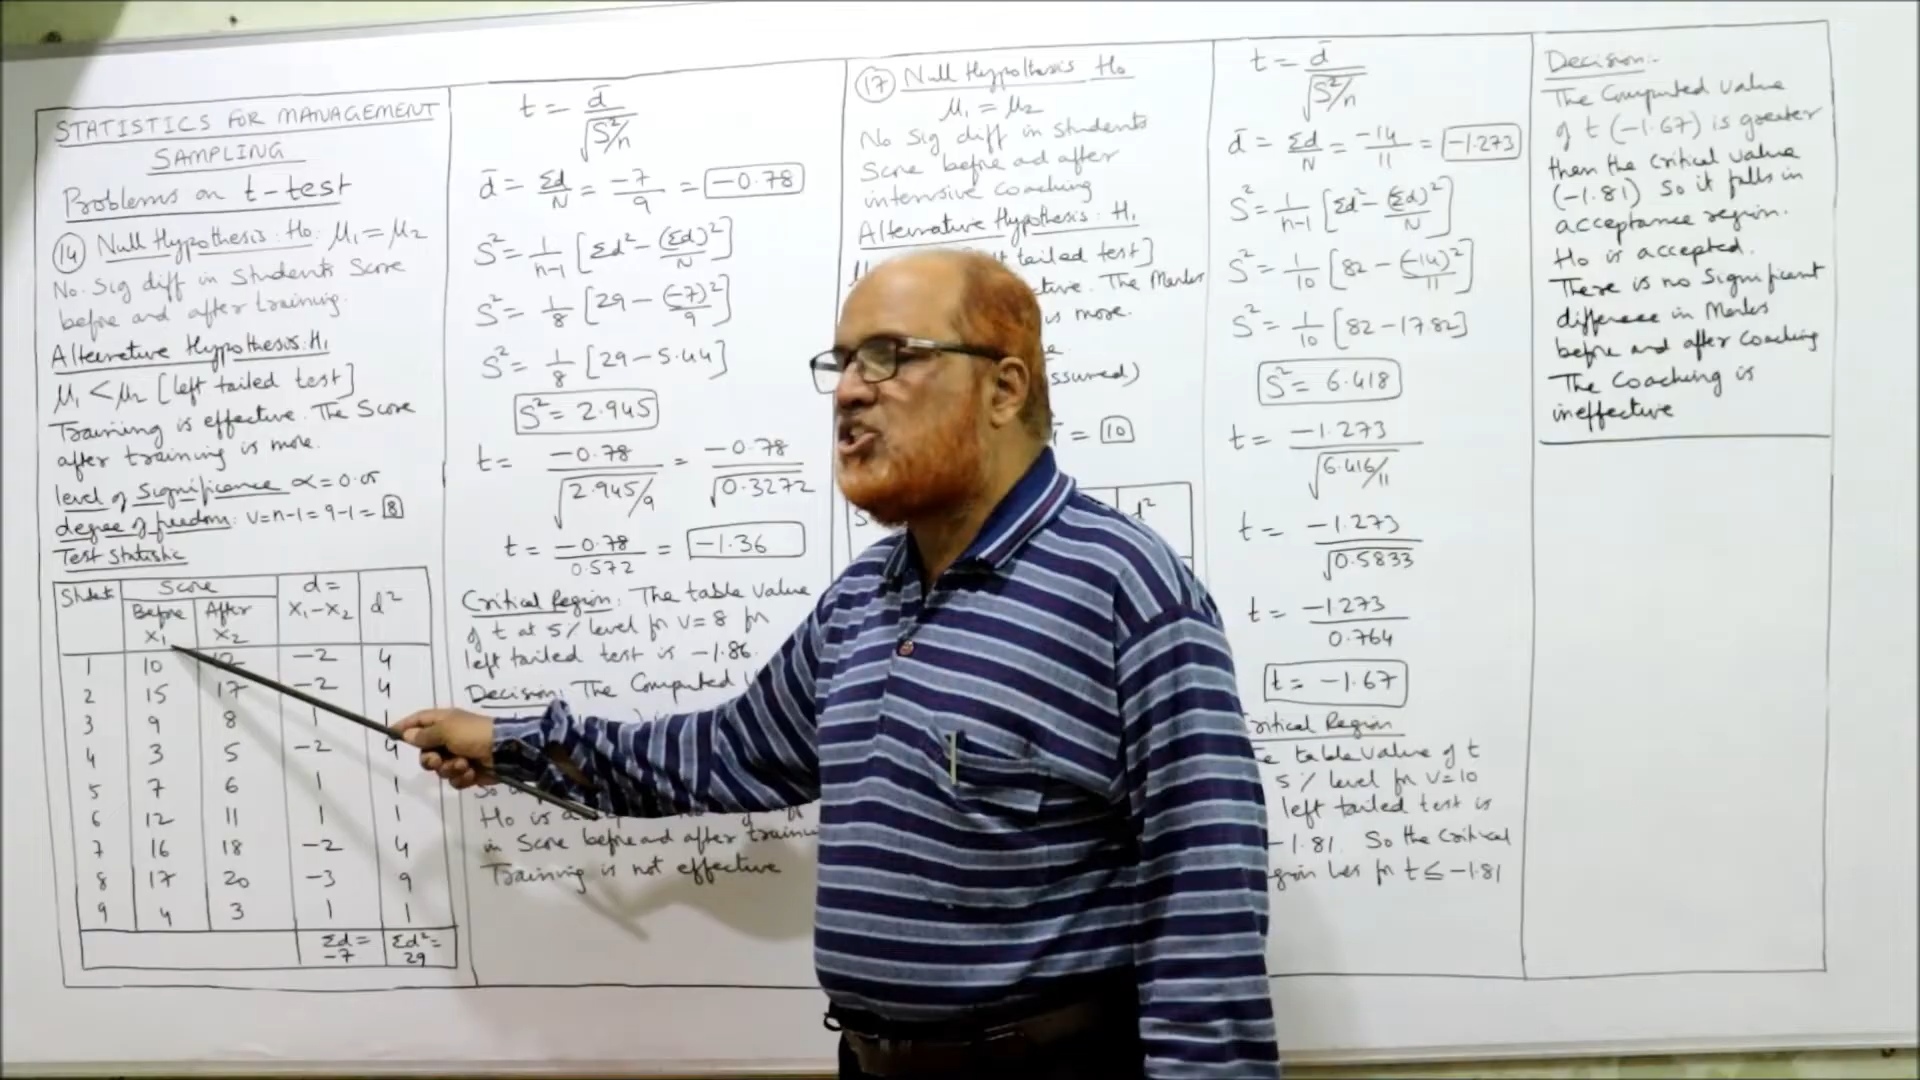 STATISTICS FOR MANAGEMENT
SAMPLING
Problems on t-test
(14) Null Hypothesis: H₀: μ₁ = μ₂
No. Sig diff in Students Score
before and after training.
Alternative Hypothesis: H₁
μ₁ < μ₂ [left tailed test]
Training is effective. The Score
after training is more.
level of Significance α = 0.05
degree of freedom: ν = n-1 = 9-1 = 8
Test Statistic
Student Score d = x₁-x₂ d²
Before x₁ After x₂
1 10 12 -2 4
2 15 17 -2 4
3 9 8 1
4 3 5 -2 4
5 7 6 1 1
6 12 11 1 1
7 16 18 -2 4
8 17 20 -3 9
9 4 3 1 1
Σd = -7 Σd² = 29
t = d̄ / √(S²/n)
d̄ = Σd/N = -7/9 = -0.78
S² = 1/(n-1) [Σd² - (Σd)²/N]
S² = 1/8 [29 - (-7)²/9]
S² = 1/8 [29 - 5.44]
S² = 2.945
t = -0.78 / √(2.945/9) = -0.78 / √0.3272
t = -0.78 / 0.572 = -1.36
Critical Region: The table value
of t at 5% level for ν = 8 for
left tailed test is -1.86.
Decision: The Computed
So
H₀ is
in Score before and after training
Training is not effective
(17) Null Hypothesis H₀
μ₁ = μ₂
No Sig diff in Students
Score before and after
intensive coaching
Alternative Hypothesis: H₁
tailed test]
ctive. The Marks
is more.
ssured)
= 10
d²
t = d̄ / √(S²/n)
d̄ = Σd/N = -14/11 = -1.273
S² = 1/(n-1) [Σd² - (Σd)²/N]
S² = 1/10 [82 - (-14)²/11]
S² = 1/10 [82 - 17.82]
S² = 6.418
t = -1.273 / √(6.416/11)
t = -1.273 / √0.5833
t = -1.273 / 0.764
t = -1.67
ritical Region
e table value of t
5% level for ν = 10
left tailed test is
-1.81. So the Critical
gion lies for t ≤ -1.81
Decision:-
The Computed value
of t (-1.67) is greater
than the Critical value
(-1.81) So it falls in
acceptance region.
H₀ is accepted.
There is no Significant
difference in Marks
before and after Coaching
The Coaching is
ineffective